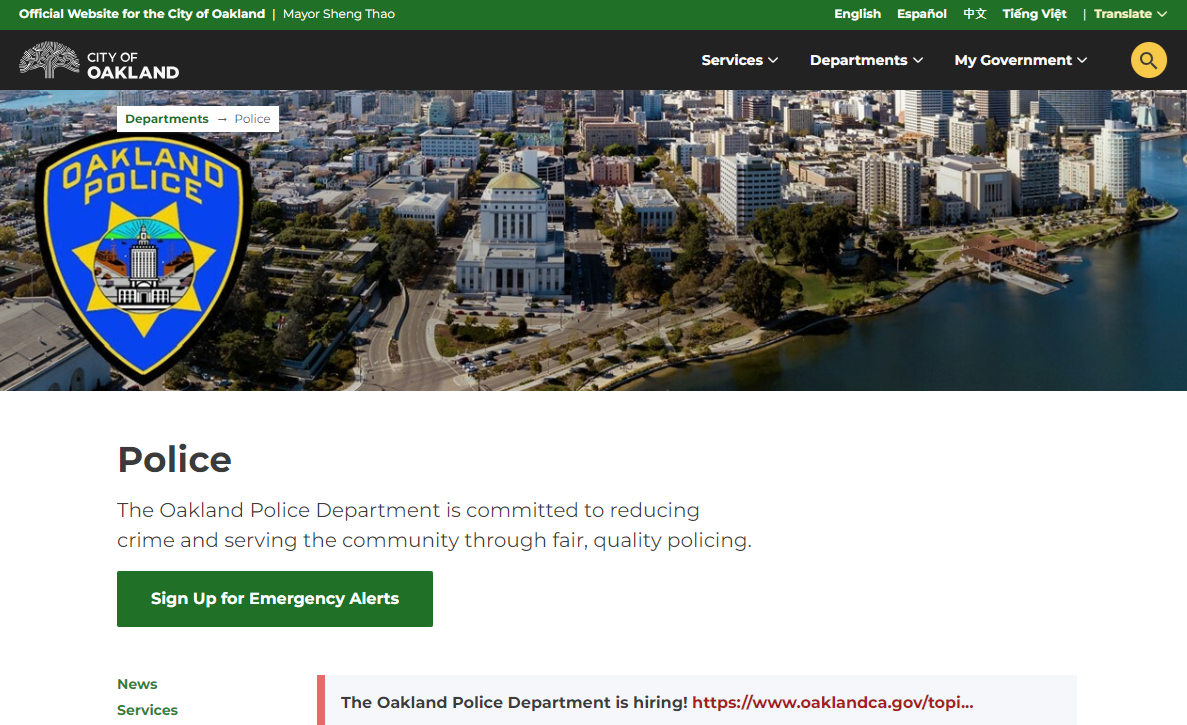 Official Website for the City of Oakland | Mayor Sheng Thao
English Español 中文 Tiếng Việt | Translate
CITY OF
OAKLAND
Services Departments My Government
Departments → Police
OAKLAND
POLICE
Police
The Oakland Police Department is committed to reducing
crime and serving the community through fair, quality policing.
Sign Up for Emergency Alerts
News
Services
The Oakland Police Department is hiring! https://www.oaklandca.gov/topi...